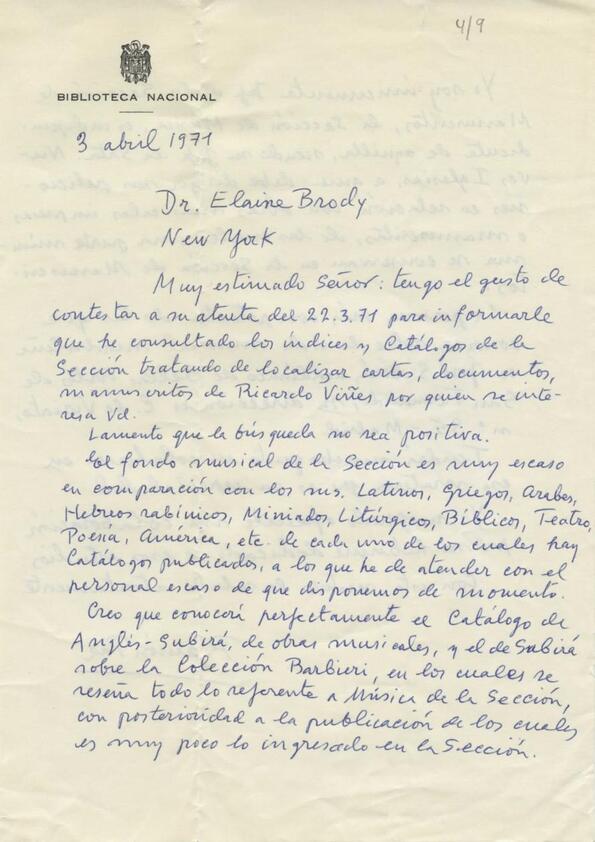 4/9
BIBLIOTECA NACIONAL
3 abril 1971
Dr. Elaine Brody
New York
Muy estimado Señor: tengo el gusto de
contestar a su atenta del 22.3.71 para informarle
que he consultado los índices y Catálogos de la
Sección tratando de localizar cartas, documentos,
manuscritos de Ricardo Viñes por quien se inte-
resa Vd.
Lamento que la búsqueda no sea positiva.
El fondo musical de la Sección es muy escaso
en comparación con los ms. Latinos, Griegos, Arabes,
Hebreos rabínicos, Miniados, Litúrgicos, Bíblicos, Teatro,
Poesía, América, etc. de cada uno de los cuales hay
Catálogos publicados, a los que he de atender con el
personal escaso de que disponemos de momento.
Creo que conocerá perfectamente el Catálogo de
Anglés-Subirá, de obras musicales, y el de Subirá
sobre la Colección Barbieri, en los cuales se
reseña todo lo referente a Música de la Sección,
con posterioridad a la publicación de los cuales
es muy poco lo ingresado en la Sección.